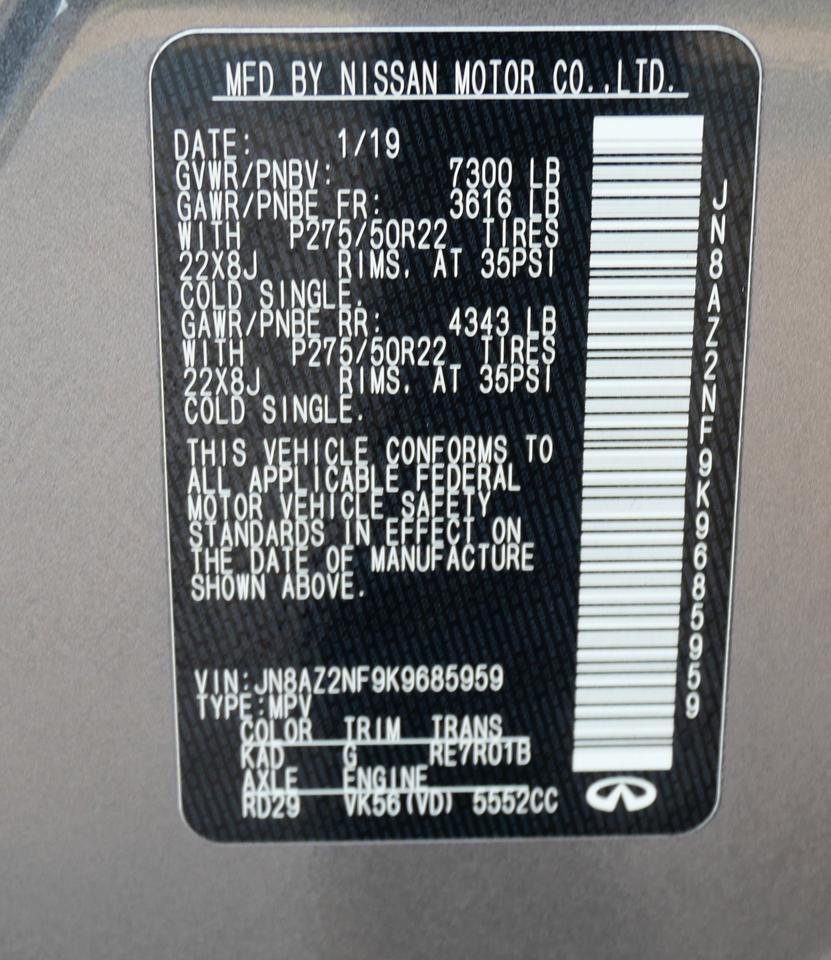 MFD BY NISSAN MOTOR CO.,LTD.
DATE: 1/19
GVWR/PNBV: 7300 LB
GAWR/PNBE FR: 3616 LB
WITH P275/50R22 TIRES
22X8J RIMS. AT 35PSI
COLD SINGLE.
GAWR/PNBE RR: 4343 LB
WITH P275/50R22 TIRES
22X8J RIMS. AT 35PSI
COLD SINGLE.
THIS VEHICLE CONFORMS TO
ALL APPLICABLE FEDERAL
MOTOR VEHICLE SAFETY
STANDARDS IN EFFECT ON
THE DATE OF MANUFACTURE
SHOWN ABOVE.
VIN:JN8AZ2NF9K9685959
TYPE:MPV
COLOR TRIM TRANS
KAD G RE7R01B
AXLE ENGINE
RD29 VK56(VD) 5552CC
JN8AZ2NF9K9685959